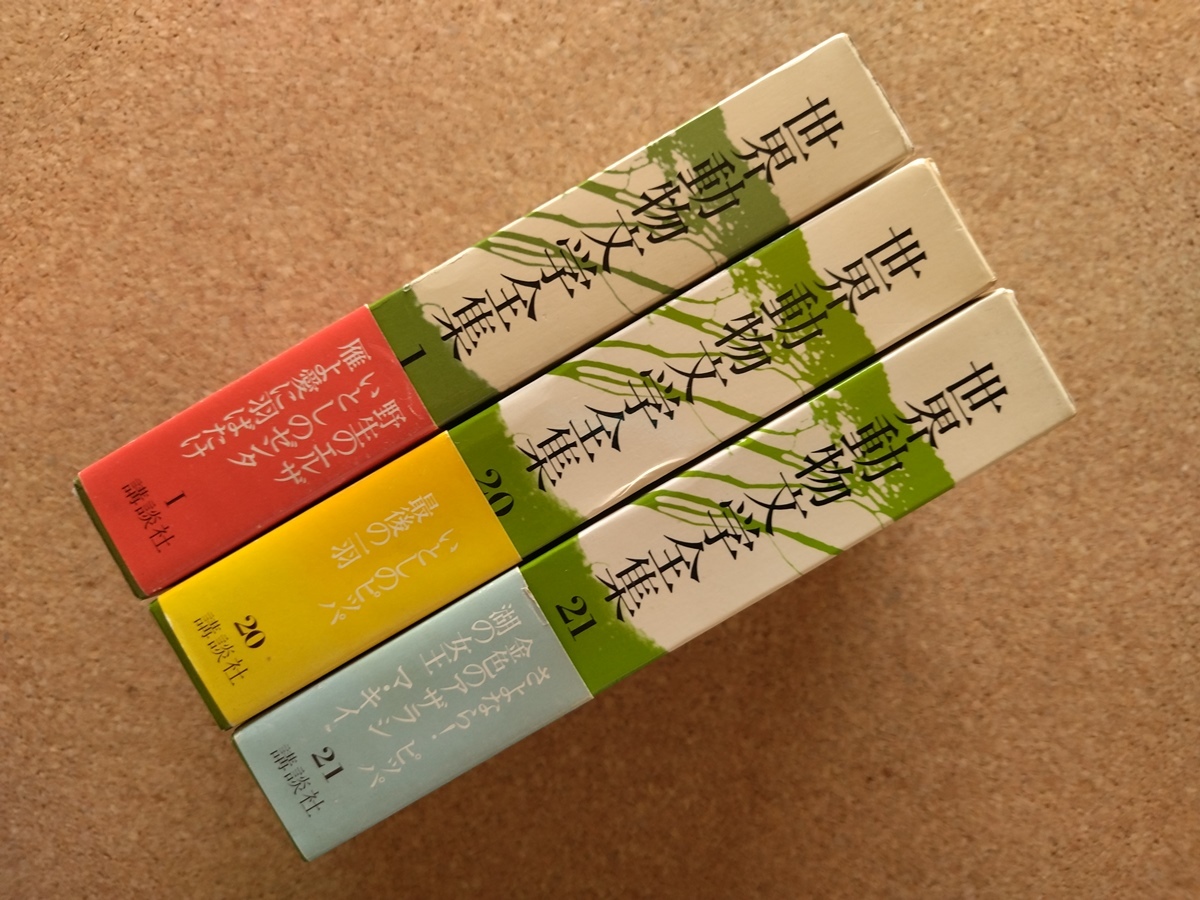 世界動物文学全集
1
野生のエルザ
いとしのゼンタ
雁よ愛に羽ばたけ
1
講談社
世界動物文学全集
20
いとしのピッパ
最後の一羽
20
講談社
世界動物文学全集
21
さよなら!ピッパ
金色のアザラシ
湖の女王マ・キイ
21
講談社